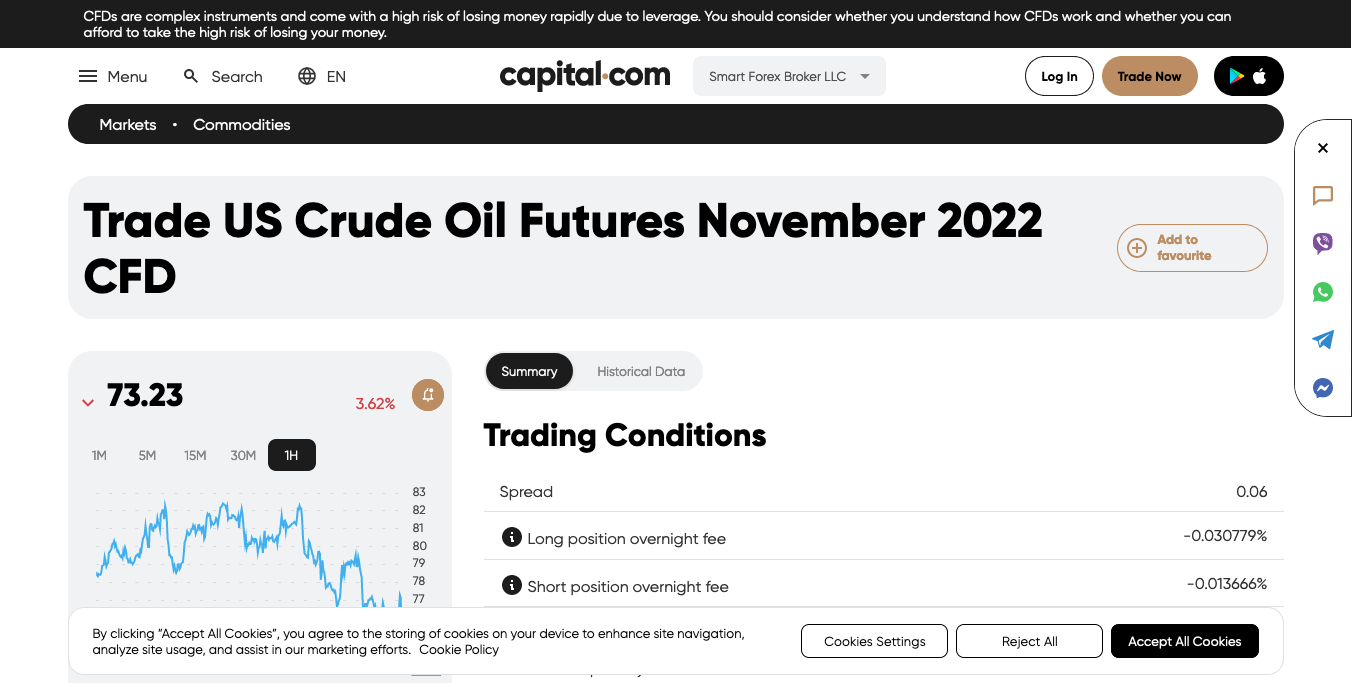 CFDs are complex instruments and come with a high risk of losing money rapidly due to leverage. You should consider whether you understand how CFDs work and whether you can
afford to take the high risk of losing your money.
Menu
Search
EN
capital.com
Smart Forex Broker LLC
Log In
Trade Now
Markets • Commodities
Trade US Crude Oil Futures November 2022
CFD
Add to
favourite
73.23
3.62%
1M 5M 15M 30M 1H
83
82
81
80
79
78
77
Summary
Historical Data
Trading Conditions
Spread 0.06
Long position overnight fee -0.030779%
Short position overnight fee -0.013666%
By clicking “Accept All Cookies”, you agree to the storing of cookies on your device to enhance site navigation,
analyze site usage, and assist in our marketing efforts. Cookie Policy
Cookies Settings
Reject All
Accept All Cookies